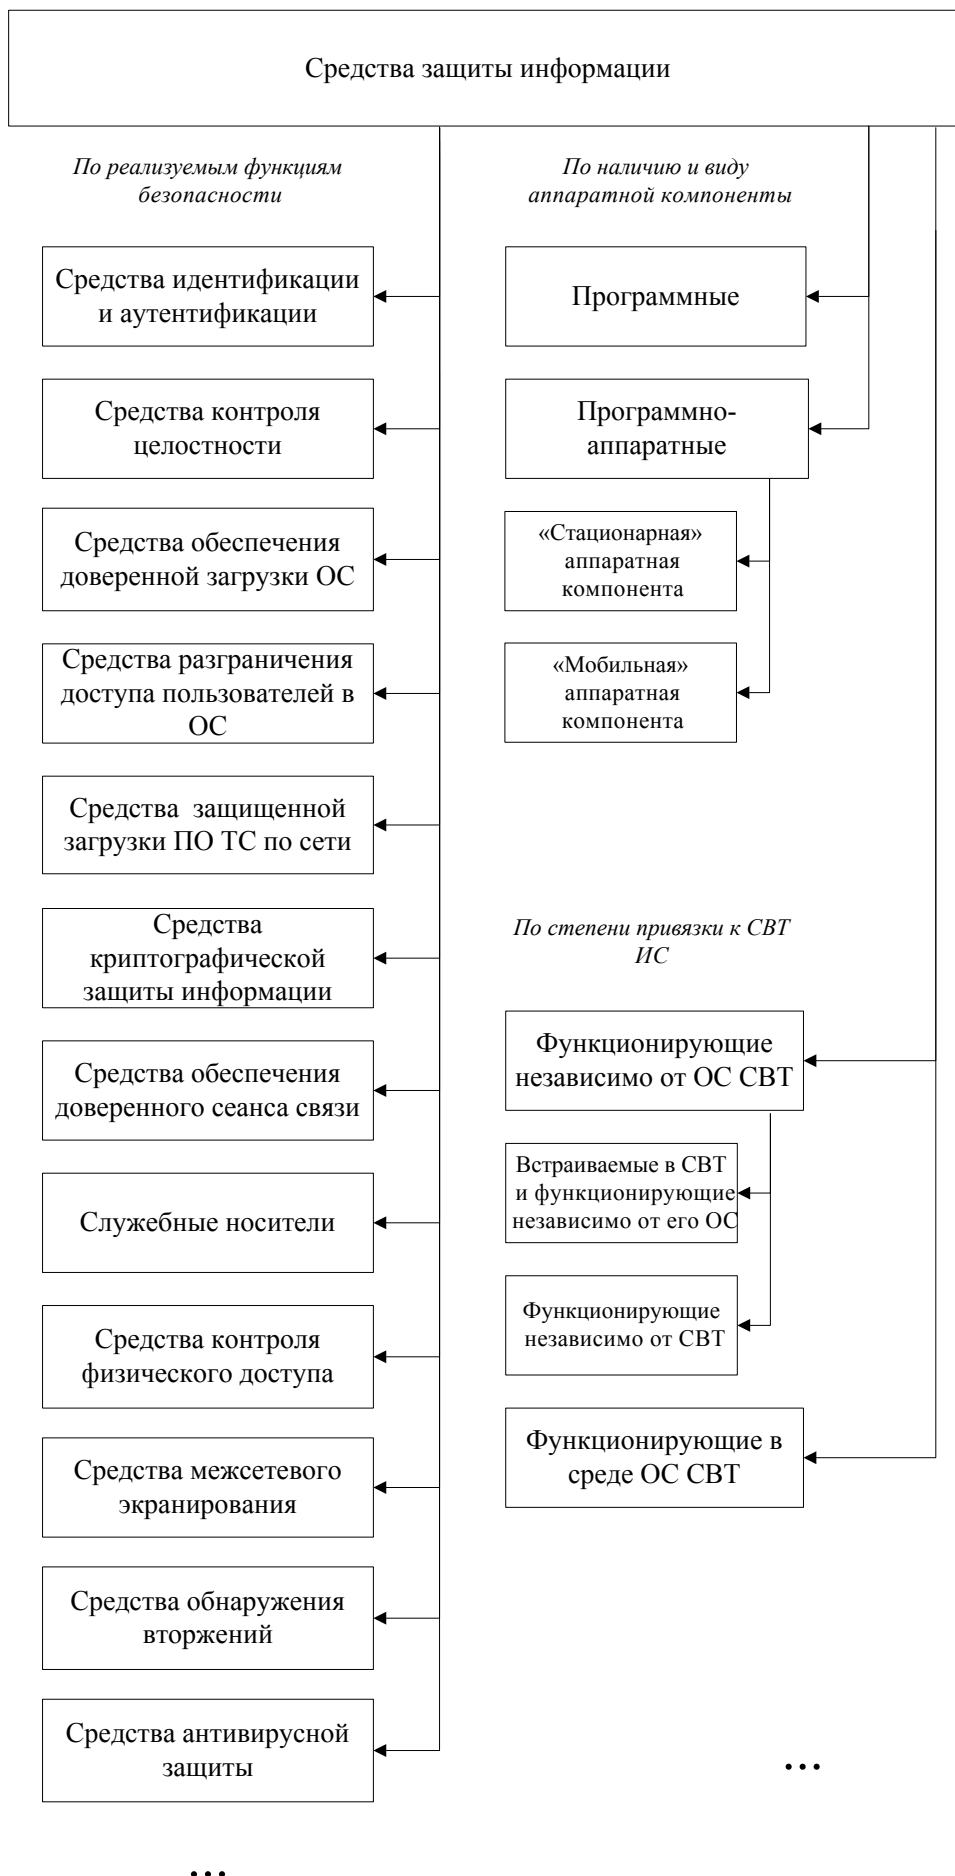 Средства защиты информации
По реализуемым функциям
безопасности
Средства идентификации
и аутентификации
Средства контроля
целостности
Средства обеспечения
доверенной загрузки ОС
Средства разграничения
доступа пользователей в
ОС
Средства защищенной
загрузки ПО ТС по сети
Средства
криптографической
защиты информации
Средства обеспечения
доверенного сеанса связи
Служебные носители
Средства контроля
физического доступа
Средства межсетевого
экранирования
Средства обнаружения
вторжений
Средства антивирусной
защиты
...
По наличию и виду
аппаратной компоненты
Программные
Программно-
аппаратные
«Стационарная»
аппаратная
компонента
«Мобильная»
аппаратная
компонента
По степени привязки к СВТ
ИС
Функционирующие
независимо от ОС СВТ
Встраиваемые в СВТ
и функционирующие
независимо от его ОС
Функционирующие
независимо от СВТ
Функционирующие в
среде ОС СВТ
...